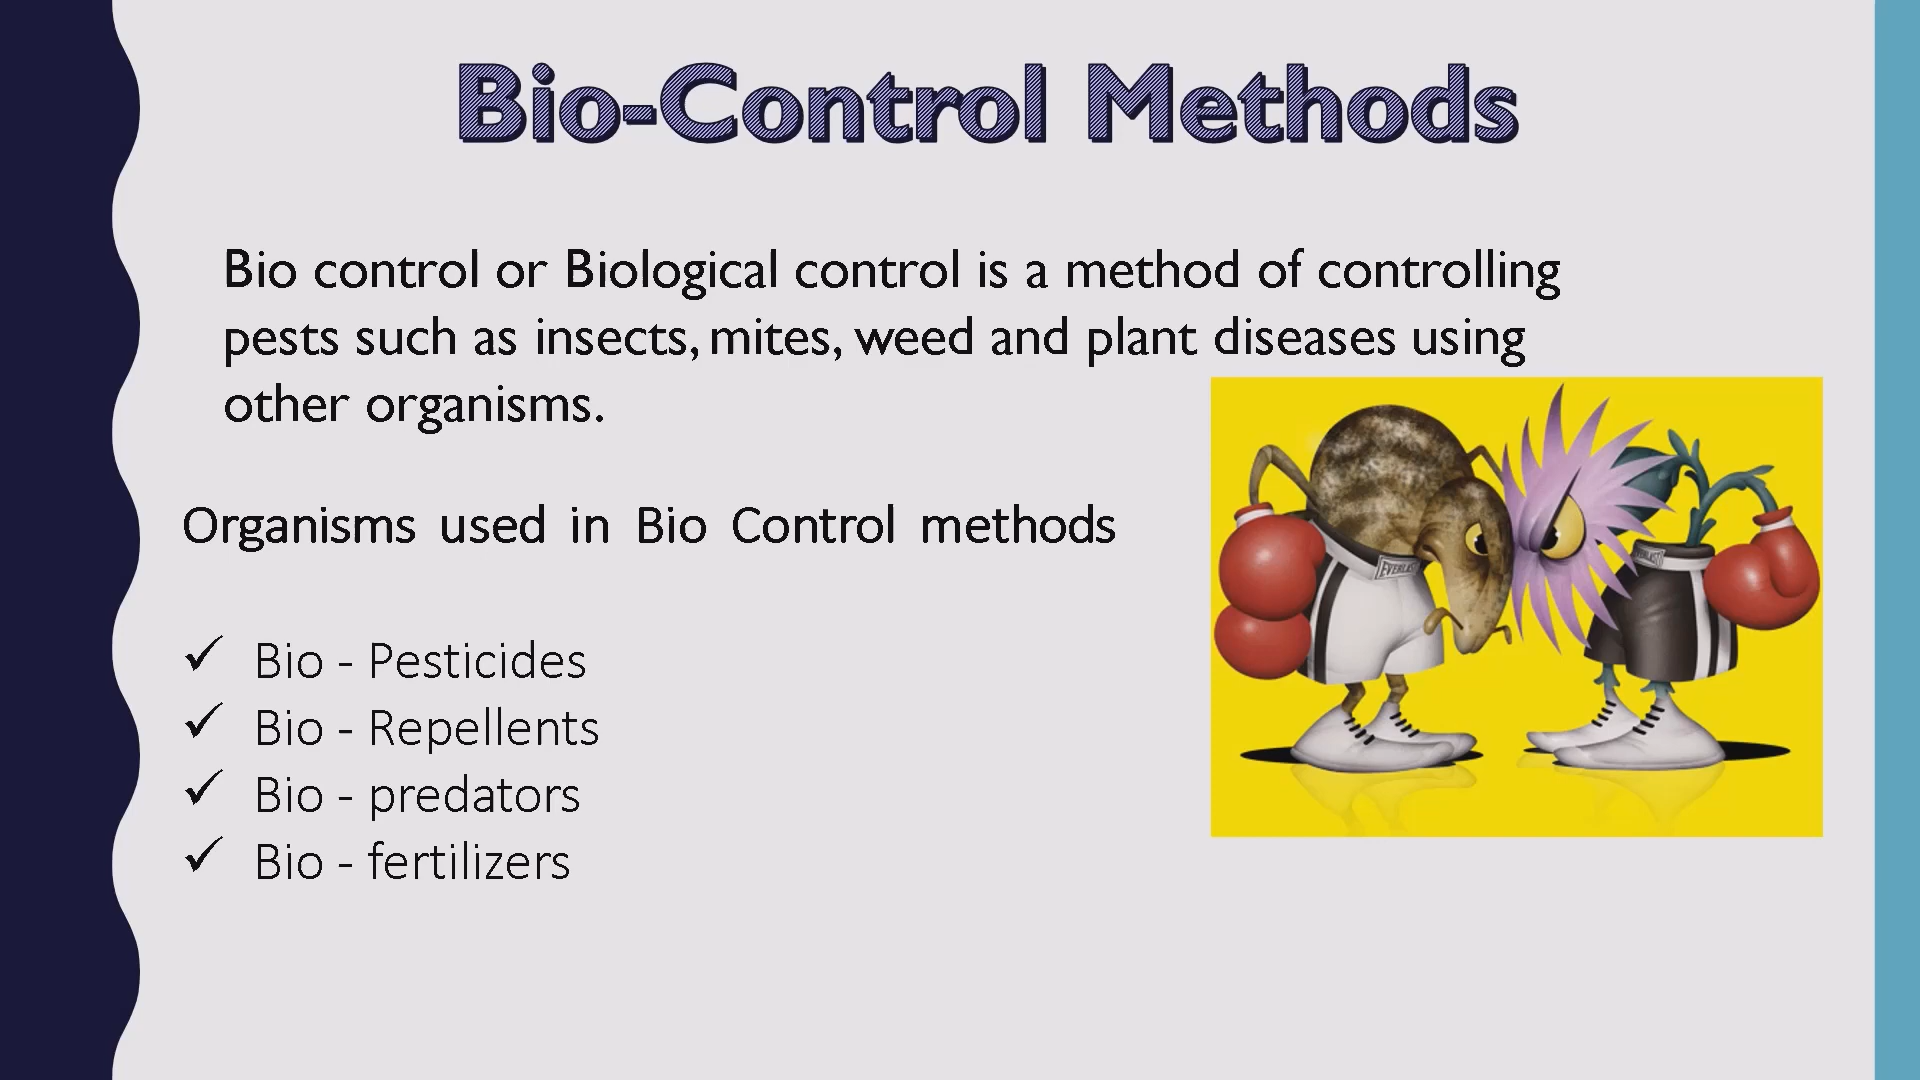 Bio-Control Methods
Bio control or Biological control is a method of controlling
pests such as insects, mites, weed and plant diseases using
other organisms.
Organisms used in Bio Control methods
✓ Bio - Pesticides
✓ Bio - Repellents
✓ Bio - predators
✓ Bio - fertilizers
EVERLAST